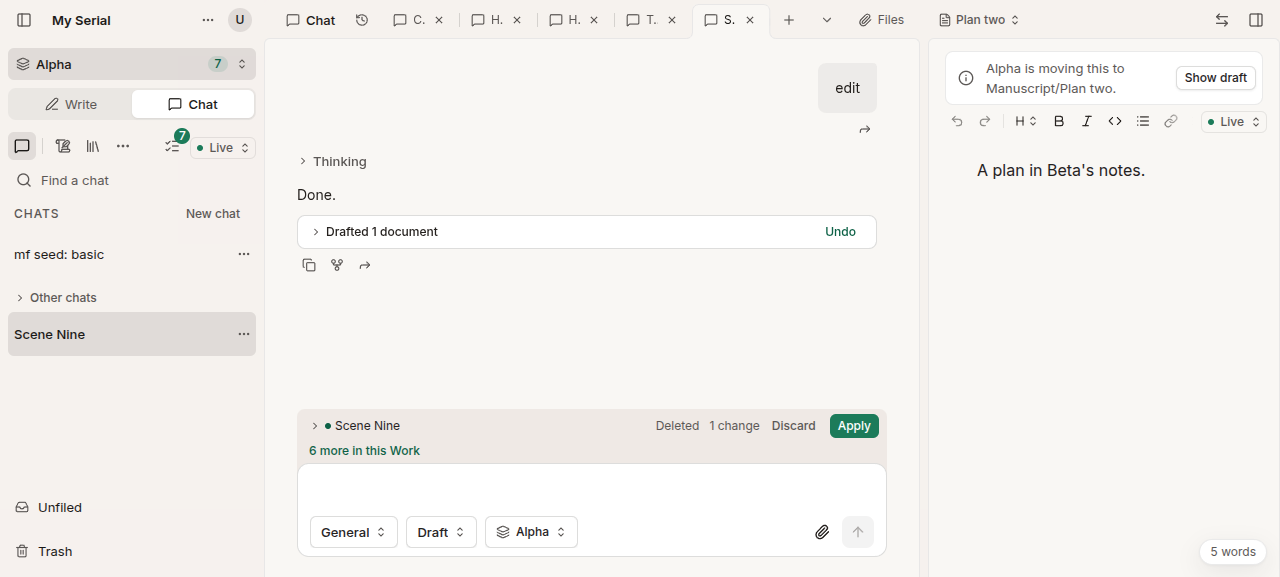 My Serial
U
Alpha
7
Write
Chat
7
Live
Find a chat
CHATS
New chat
mf seed: basic
Other chats
Scene Nine
Unfiled
Trash
Chat
C.
H.
H.
T.
S.
Files
Plan two
edit
Thinking
Done.
Drafted 1 document
Undo
Scene Nine
Deleted
1 change
Discard
Apply
6 more in this Work
General
Draft
Alpha
Alpha is moving this to
Manuscript/Plan two.
Show draft
H
B
I
Live
A plan in Beta's notes.
5 words